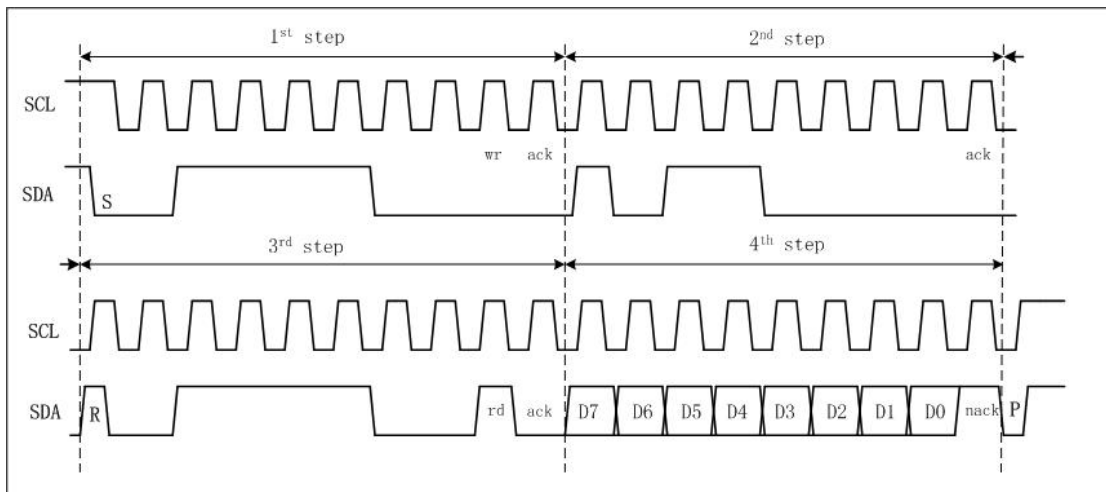 1st step 2nd step
SCL
wr ack ack
SDA S
3rd step 4th step
SCL
SDA R rd ack D7 D6 D5 D4 D3 D2 D1 D0 nack P